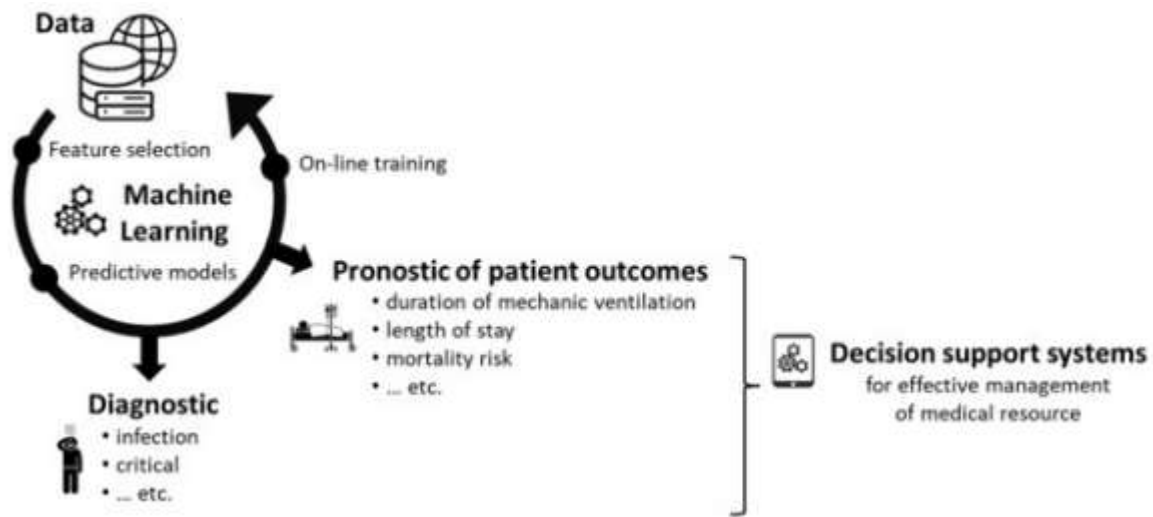 Data
Feature selection
On-line training
Machine
Learning
Predictive models
Pronostic of patient outcomes
• duration of mechanic ventilation
• length of stay
• mortality risk
• ... etc.
Decision support systems
for effective management
of medical resource
Diagnostic
• infection
• critical
• ... etc.